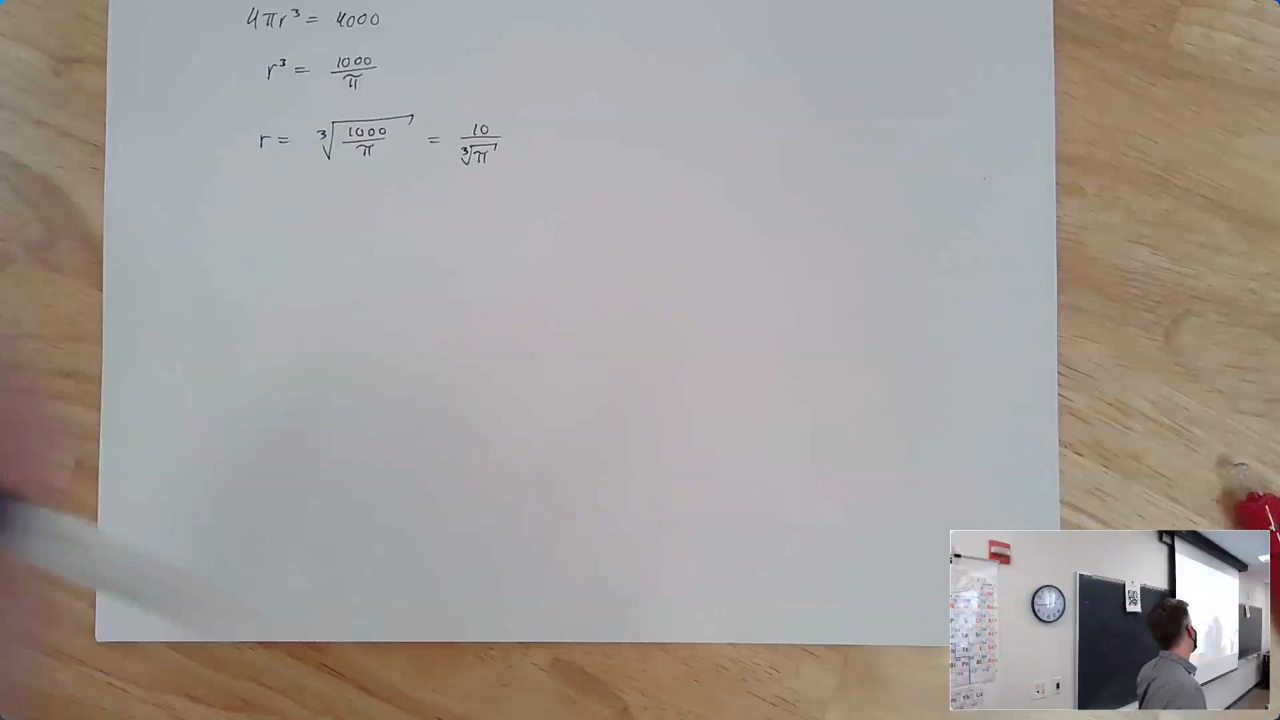 4πr³ = 4000
r³ = 1000/π
r = ∛(1000/π) = 10/∛π